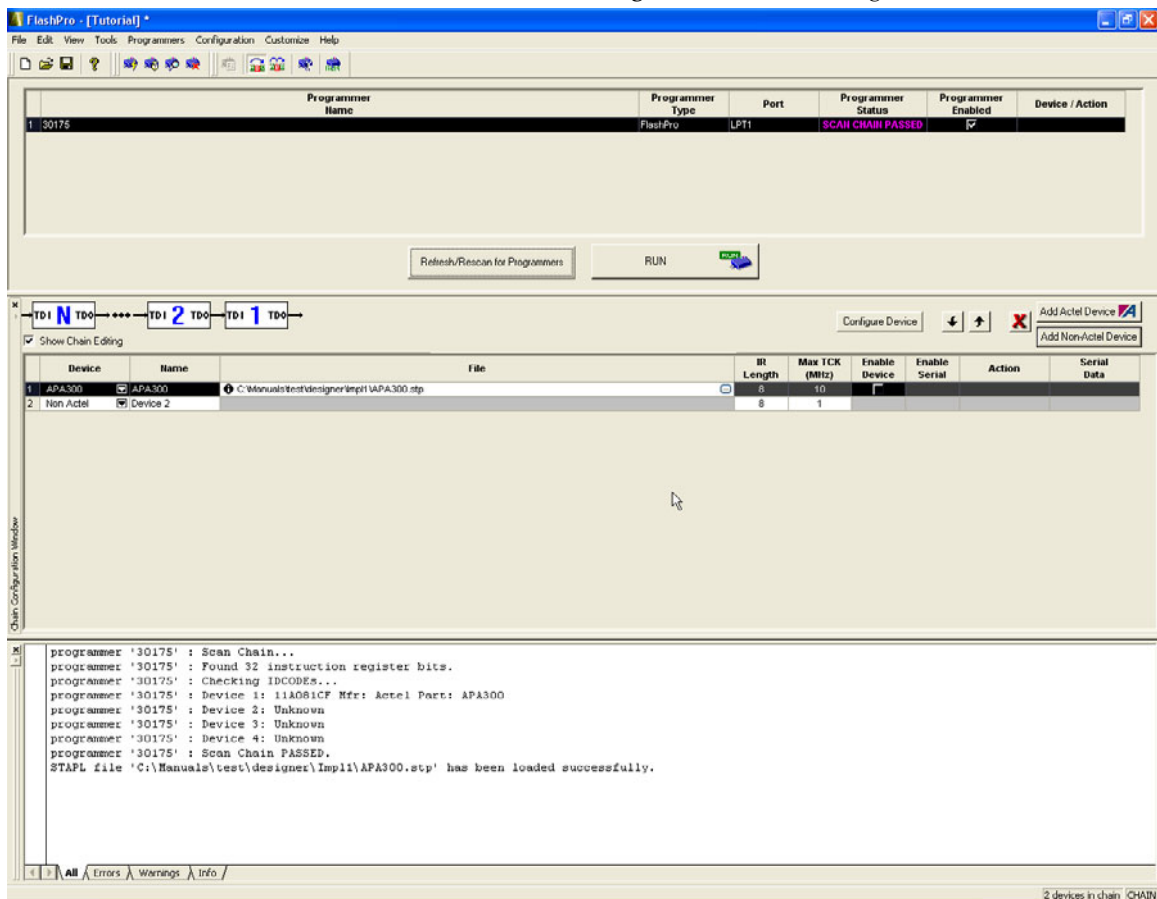 FlashPro - [Tutorial] *
File Edit View Tools Programmers Configuration Customize Help
Programmer Name Programmer Type Port Programmer Status Programmer Enabled Device / Action
1 30175 FlashPro LPT1 SCAN CHAIN PASSED
Refresh/Rescan for Programmers RUN RUN
TDI N TDO TDI 2 TDO TDI 1 TDO
Configure Device Add Actel Device
Show Chain Editing Add Non-Actel Device
Device Name File IR Length Max TCK (MHz) Enable Device Enable Serial Action Serial Data
1 APA300 APA300 C:\Manuals\test\designer\impl1\APA300.stp 8 10
2 Non Actel Device 2 8 1
Chain Configuration Window
programmer '30175' : Scan Chain...
programmer '30175' : Found 32 instruction register bits.
programmer '30175' : Checking IDCODEs...
programmer '30175' : Device 1: 11A081CF Mfr: Actel Part: APA300
programmer '30175' : Device 2: Unknown
programmer '30175' : Device 3: Unknown
programmer '30175' : Device 4: Unknown
programmer '30175' : Scan Chain PASSED.
STAPL file 'C:\Manuals\test\designer\Impl1\APA300.stp' has been loaded successfully.
All Errors Warnings Info
2 devices in chain CHAIN